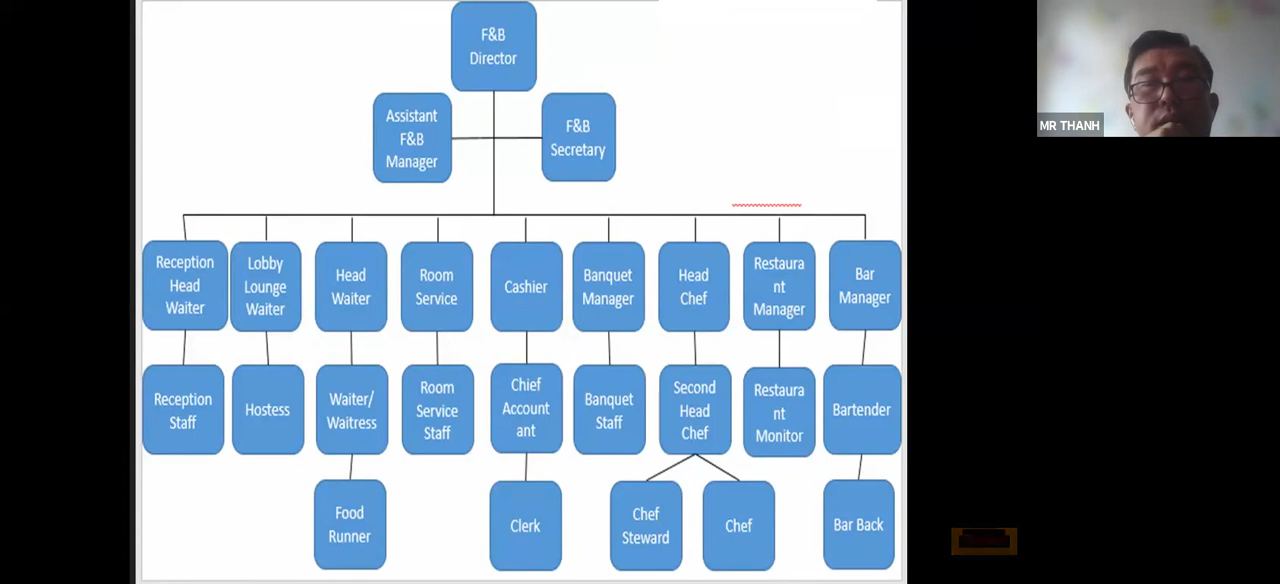 F&B
Director
Assistant
F&B
Manager
F&B
Secretary
MR THANH
Reception
Head
Waiter
Lobby
Lounge
Waiter
Head
Waiter
Room
Service
Cashier
Banquet
Manager
Head
Chef
Restaura
nt
Manager
Bar
Manager
Reception
Staff
Hostess
Waiter/
Waitress
Room
Service
Staff
Chief
Account
ant
Banquet
Staff
Second
Head
Chef
Restaura
nt
Monitor
Bartender
Food
Runner
Clerk
Chef
Steward
Chef
Bar Back